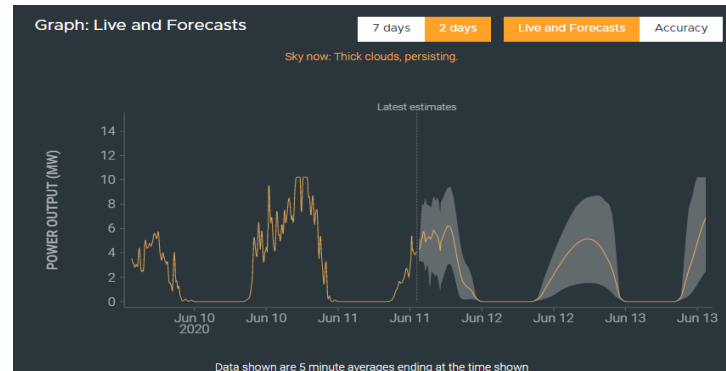 Graph: Live and Forecasts
7 days
2 days
Live and Forecasts
Accuracy
Sky now: Thick clouds, persisting.
Latest estimates
POWER OUTPUT (MW)
14
12
10
8
6
4
2
0
Jun 10
2020
Jun 10
Jun 11
Jun 11
Jun 12
Jun 12
Jun 13
Jun 13
Data shown are 5 minute averages ending at the time shown